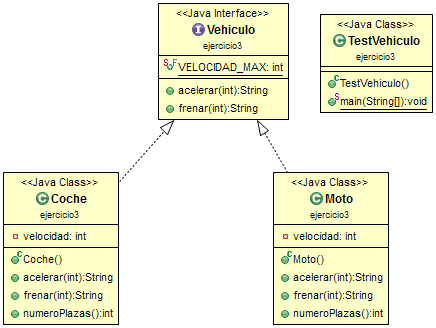 <<Java Interface>>
Vehiculo
ejercicio3
VELOCIDAD_MAX: int
acelerar(int):String
frenar(int):String
<<Java Class>>
TestVehiculo
ejercicio3
TestVehiculo()
main(String[]):void
<<Java Class>>
Coche
ejercicio3
velocidad: int
Coche()
acelerar(int):String
frenar(int):String
numeroPlazas():int
<<Java Class>>
Moto
ejercicio3
velocidad: int
Moto()
acelerar(int):String
frenar(int):String
numeroPlazas():int